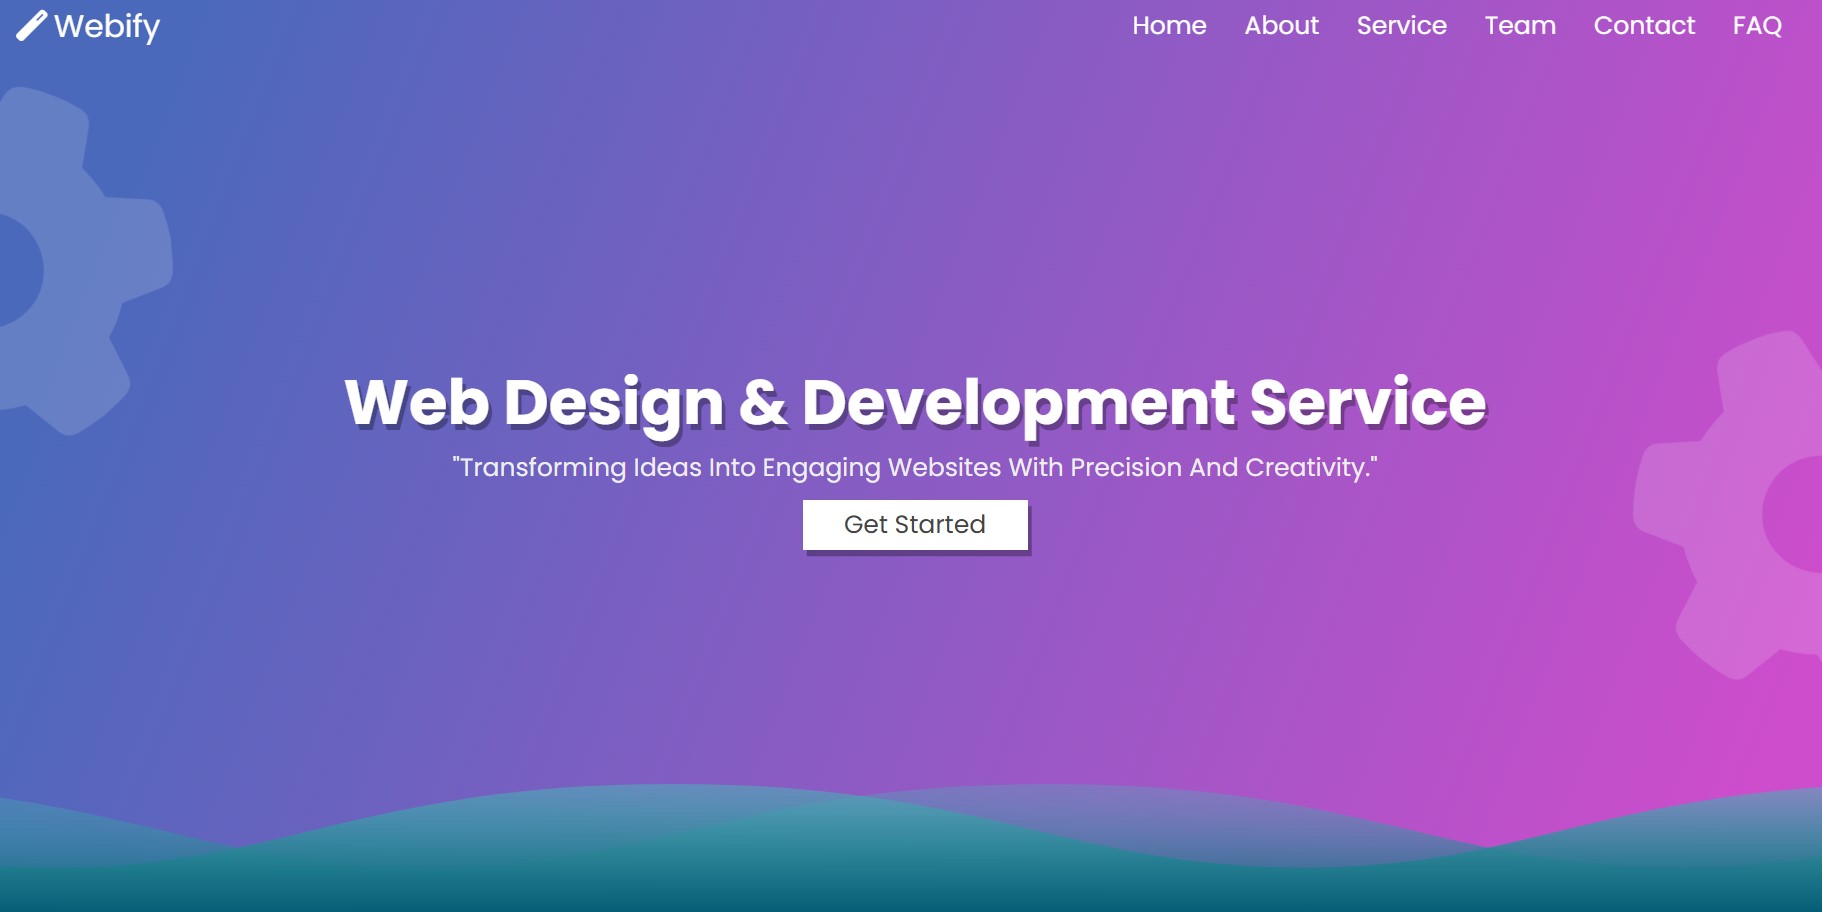 Webify
Home About Service Team Contact FAQ
Web Design & Development Service
"Transforming Ideas Into Engaging Websites With Precision And Creativity."
Get Started